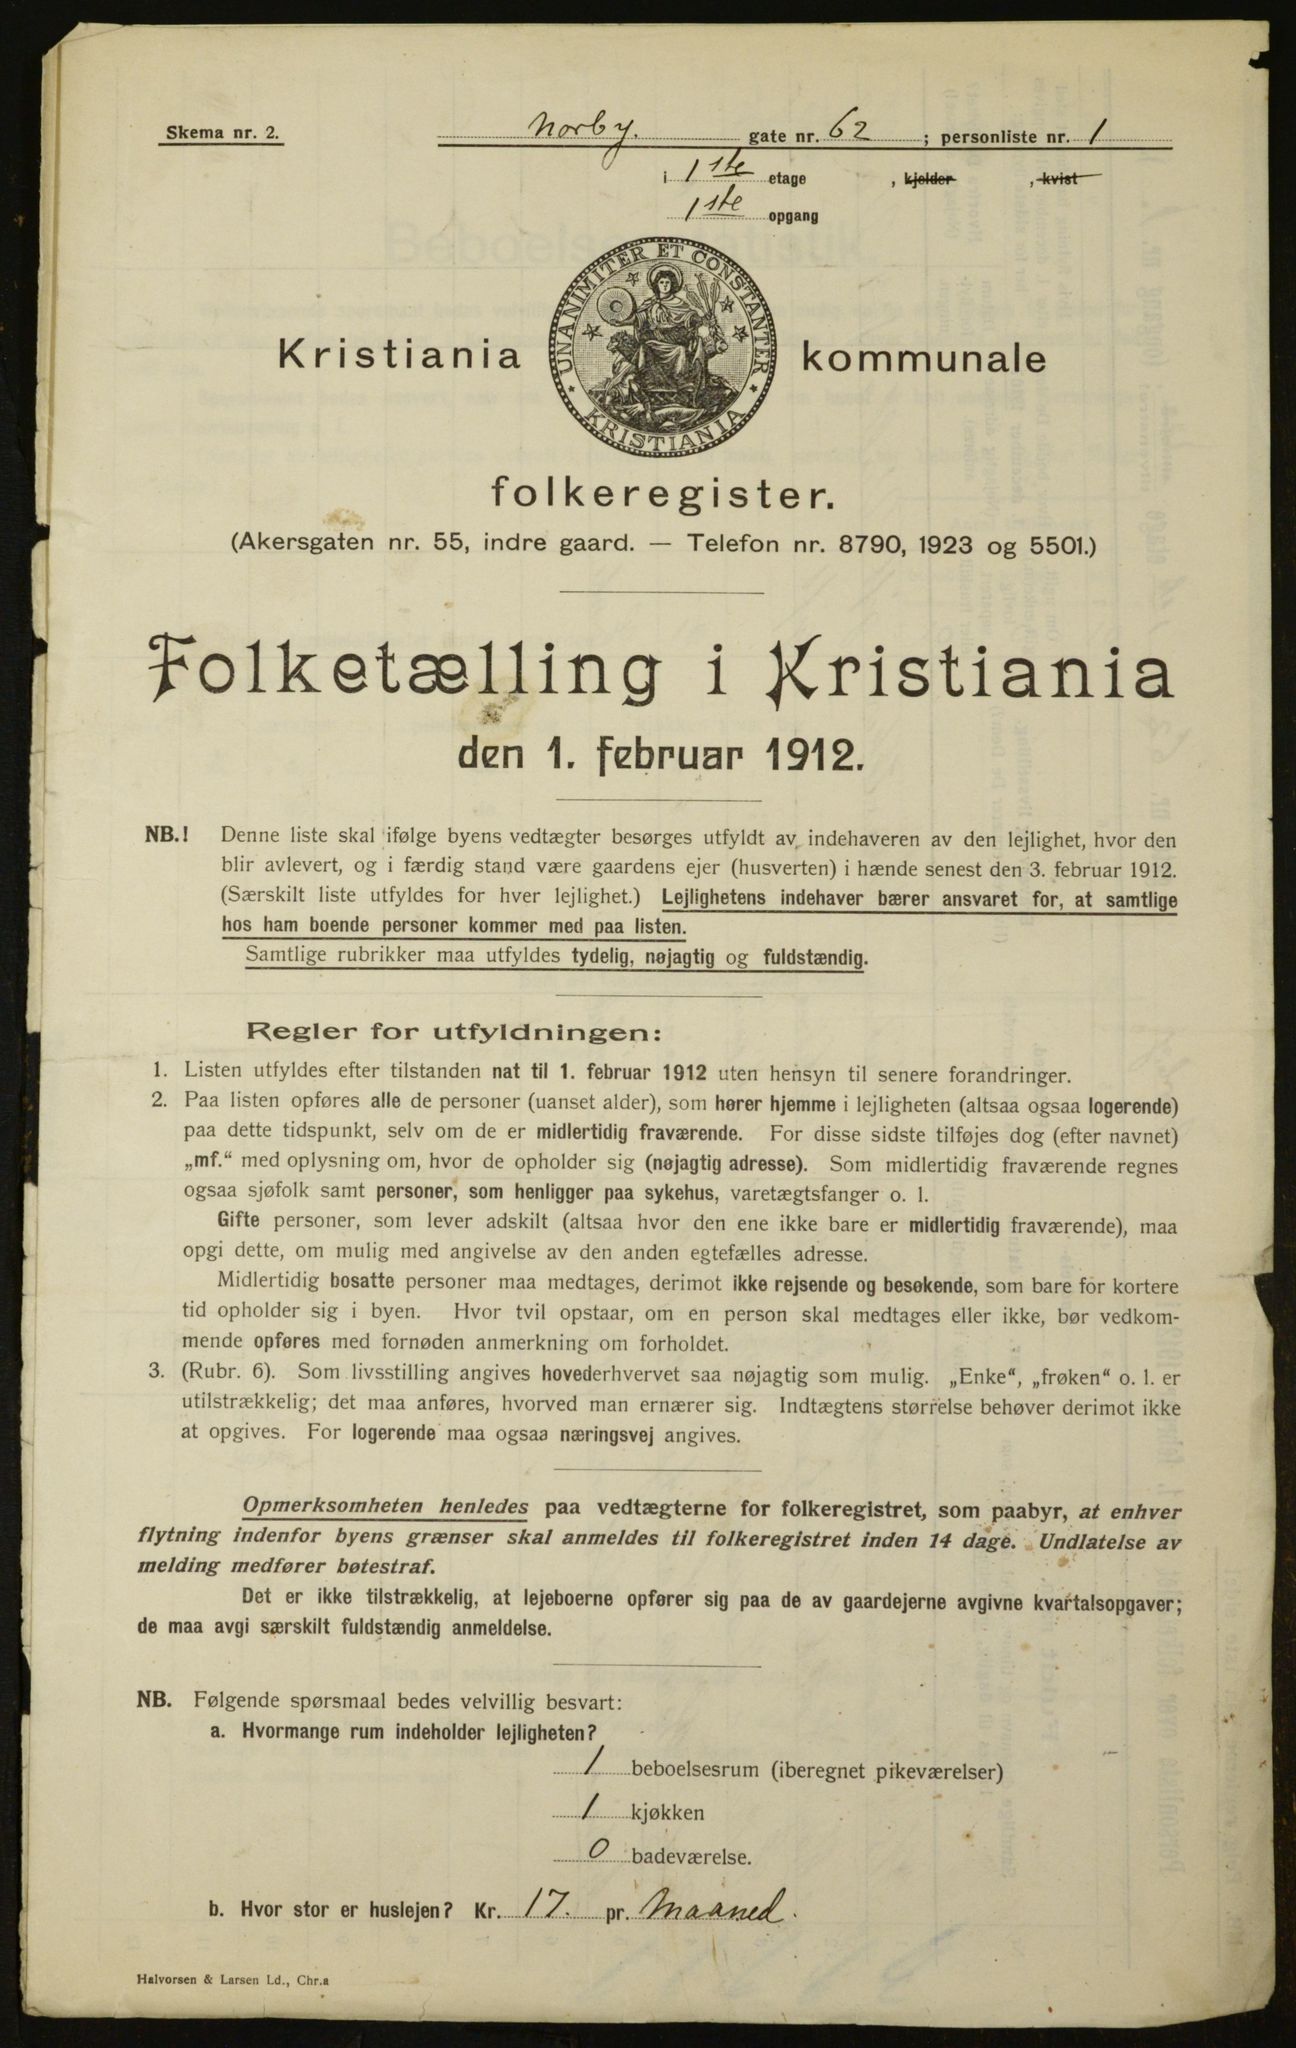 Skema nr. 2.
Norby. gate nr. 62 ; personliste nr. 1
i 1ste etage , kjelder , kvist
1ste opgang
UNANIMITER ET CONSTANTER
KRISTIANIA
Kristiania kommunale
folkeregister.
(Akersgaten nr. 55, indre gaard. — Telefon nr. 8790, 1923 og 5501.)
Folketælling i Kristiania
den 1. februar 1912.
NB.! Denne liste skal ifølge byens vedtægter besørges utfyldt av indehaveren av den lejlighet, hvor den
blir avlevert, og i færdig stand være gaardens ejer (husverten) i hænde senest den 3. februar 1912.
(Særskilt liste utfyldes for hver lejlighet.) Lejlighetens indehaver bærer ansvaret for, at samtlige
hos ham boende personer kommer med paa listen.
Samtlige rubrikker maa utfyldes tydelig, nøjagtig og fuldstændig.
Regler for utfyldningen:
1. Listen utfyldes efter tilstanden nat til 1. februar 1912 uten hensyn til senere forandringer.
2. Paa listen opføres alle de personer (uanset alder), som hører hjemme i lejligheten (altsaa ogsaa logerende)
paa dette tidspunkt, selv om de er midlertidig fraværende. For disse sidste tilføjes dog (efter navnet)
„mf.“ med oplysning om, hvor de opholder sig (nøjagtig adresse). Som midlertidig fraværende regnes
ogsaa sjøfolk samt personer, som henligger paa sykehus, varetægtsfanger o. l.
Gifte personer, som lever adskilt (altsaa hvor den ene ikke bare er midlertidig fraværende), maa
opgi dette, om mulig med angivelse av den anden egtefælles adresse.
Midlertidig bosatte personer maa medtages, derimot ikke rejsende og besøkende, som bare for kortere
tid opholder sig i byen. Hvor tvil opstaar, om en person skal medtages eller ikke, bør vedkom-
mende opføres med fornøden anmerkning om forholdet.
3. (Rubr. 6). Som livsstilling angives hovederhvervet saa nøjagtig som mulig. „Enke“, „frøken“ o. l. er
utilstrækkelig; det maa anføres, hvorved man ernærer sig. Indtægtens størrelse behøver derimot ikke
at opgives. For logerende maa ogsaa næringsvej angives.
Opmerksomheten henledes paa vedtægterne for folkeregistret, som paabyr, at enhver
flytning indenfor byens grænser skal anmeldes til folkeregistret inden 14 dage. Undlatelse av
melding medfører bøtestraf.
Det er ikke tilstrækkelig, at lejeboerne opfører sig paa de av gaardejerne avgivne kvartalsopgaver;
de maa avgi særskilt fuldstændig anmeldelse.
NB. Følgende spørsmaal bedes velvillig besvart:
a. Hvormange rum indeholder lejligheten?
1 beboelsesrum (iberegnet pikeværelser)
1 kjøkken
0 badeværelse.
b. Hvor stor er huslejen? Kr. 17. pr. Maaned.
Halvorsen & Larsen Ld., Chr.a